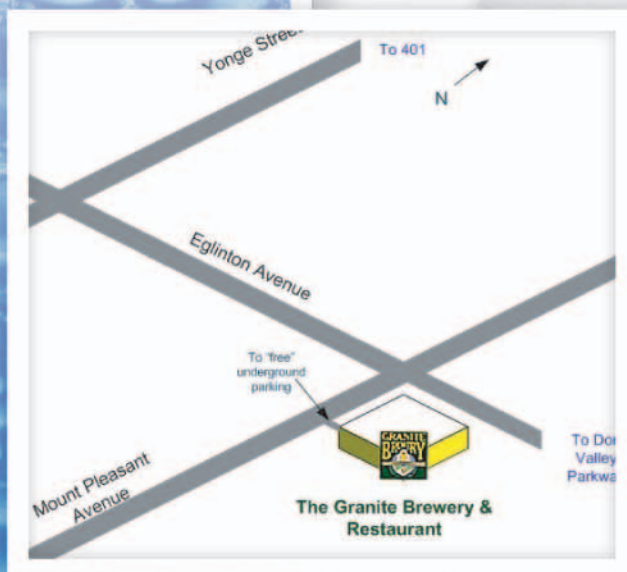 Yonge Street
To 401
N
Eglinton Avenue
To "free"
underground
parking
GRANITE
BREWERY
To Don
Valley
Parkwa
Mount Pleasant
Avenue
The Granite Brewery &
Restaurant